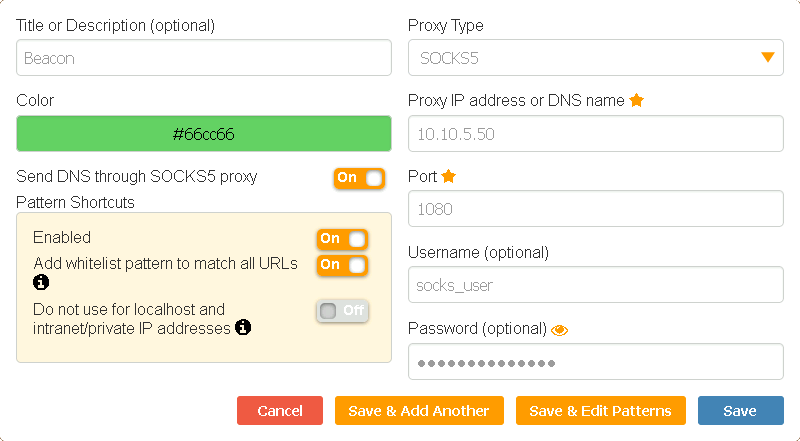 Title or Description (optional)
Beacon
Color
#66cc66
Send DNS through SOCKS5 proxy On
Pattern Shortcuts
Enabled On
Add whitelist pattern to match all URLs On
Do not use for localhost and
intranet/private IP addresses Off
Proxy Type
SOCKS5
Proxy IP address or DNS name
10.10.5.50
Port
1080
Username (optional)
socks_user
Password (optional)
●●●●●●●●●●●●●●
Cancel Save & Add Another Save & Edit Patterns Save